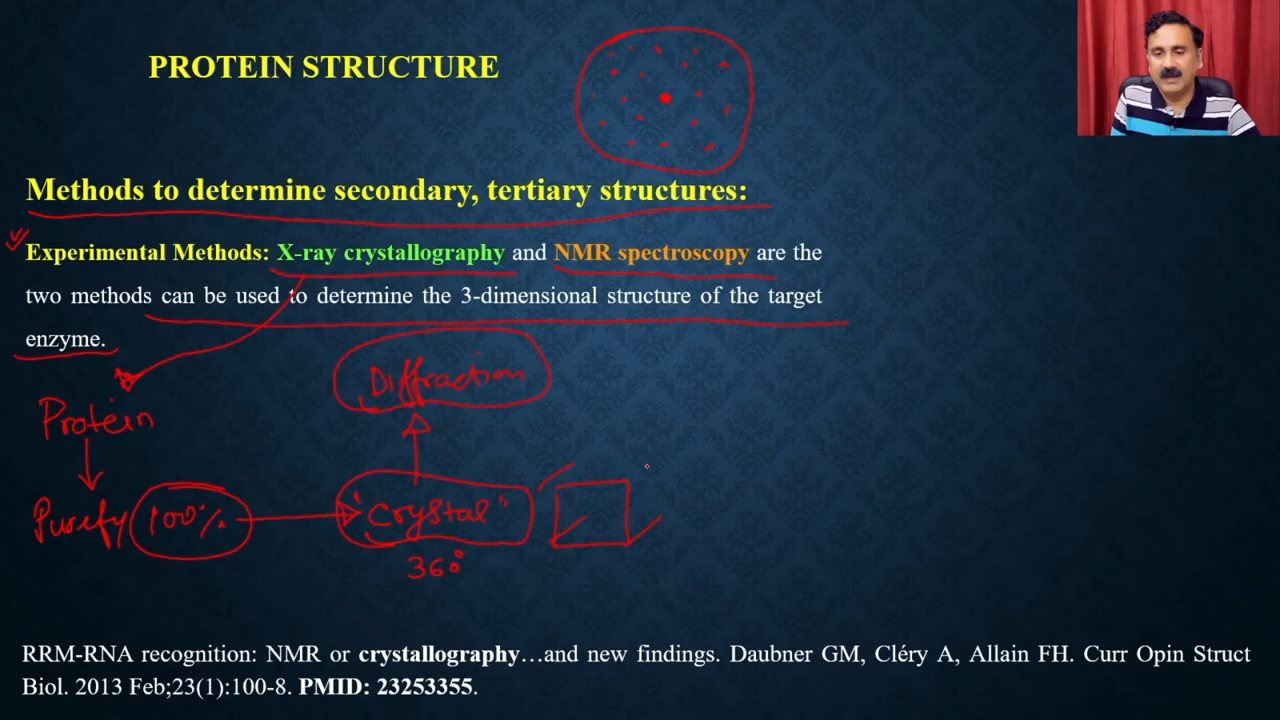 PROTEIN STRUCTURE
Methods to determine secondary, tertiary structures:
Experimental Methods: X-ray crystallography and NMR spectroscopy are the
two methods can be used to determine the 3-dimensional structure of the target
enzyme.
Diffraction
Protein
Purify 100% "Crystal"
360°
RRM-RNA recognition: NMR or crystallography…and new findings. Daubner GM, Cléry A, Allain FH. Curr Opin Struct
Biol. 2013 Feb;23(1):100-8. PMID: 23253355.